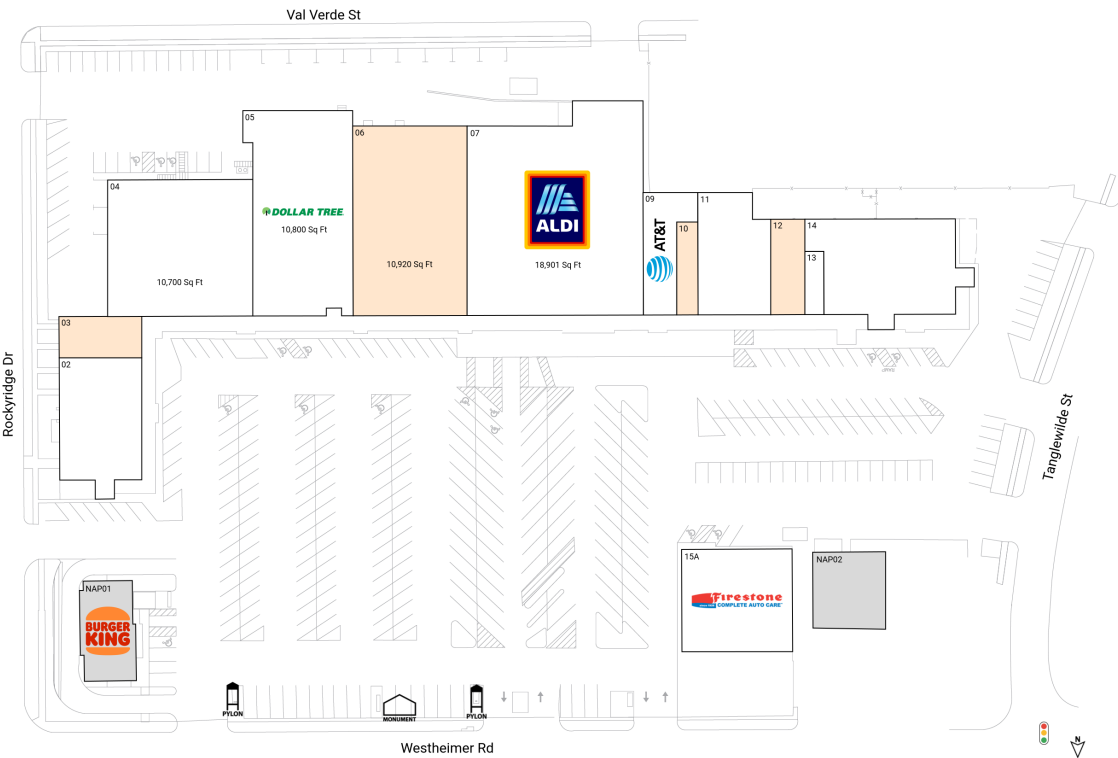 Val Verde St
05
06
07
04
DOLLAR TREE
10,800 Sq Ft
ALDI
09
AT&T
11
10
12
14
13
10,700 Sq Ft
10,920 Sq Ft
18,901 Sq Ft
03
02
Rockyridge Dr
Tanglewilde St
15A
Firestone
COMPLETE AUTO CARE
NAP02
NAP01
BURGER
KING
PYLON
MONUMENT
PYLON
Westheimer Rd
N